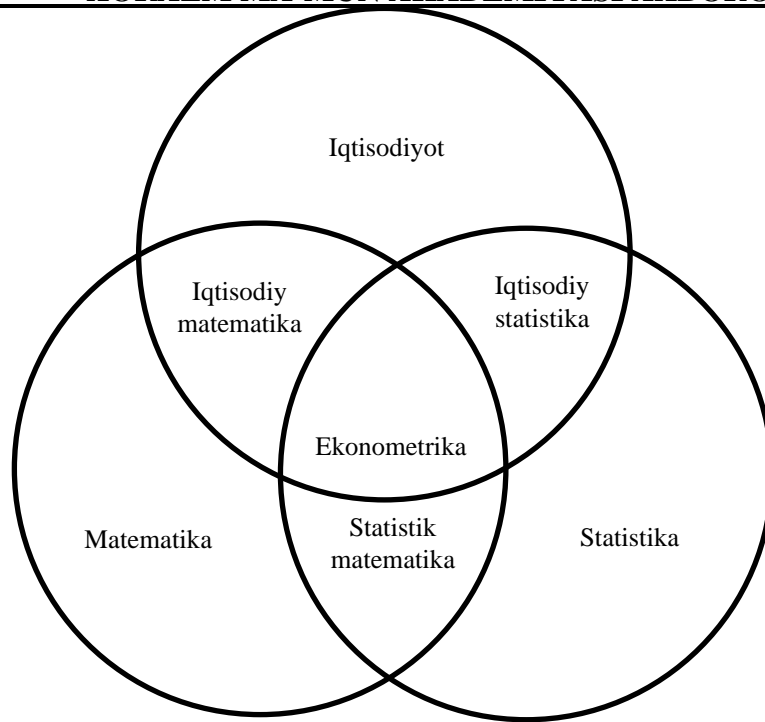 Iqtisodiyot
Iqtisodiy
matematika
Iqtisodiy
statistika
Ekonometrika
Matematika
Statistik
matematika
Statistika